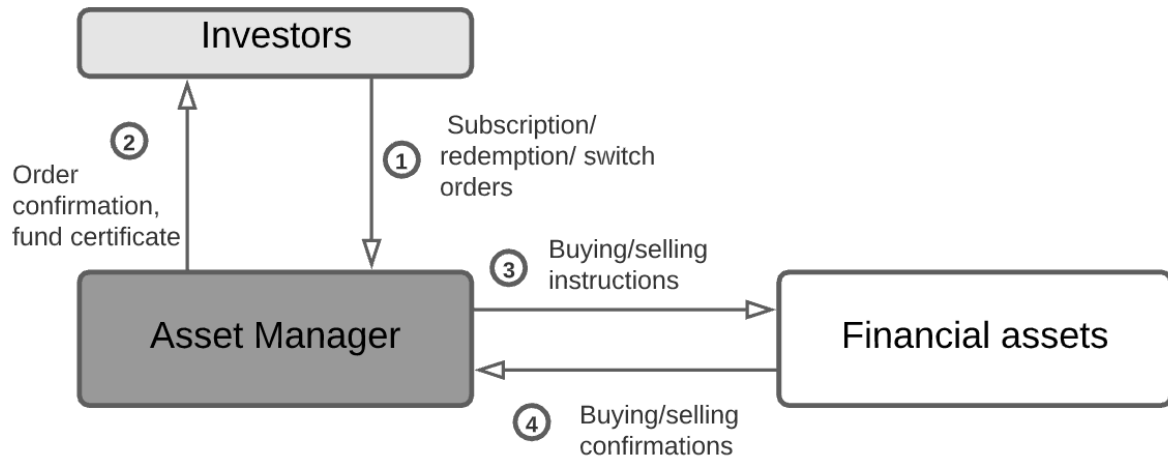 Investors
2
1
Subscription/
redemption/ switch
orders
Order
confirmation,
fund certificate
3
Buying/selling
instructions
Asset Manager
Financial assets
4
Buying/selling
confirmations